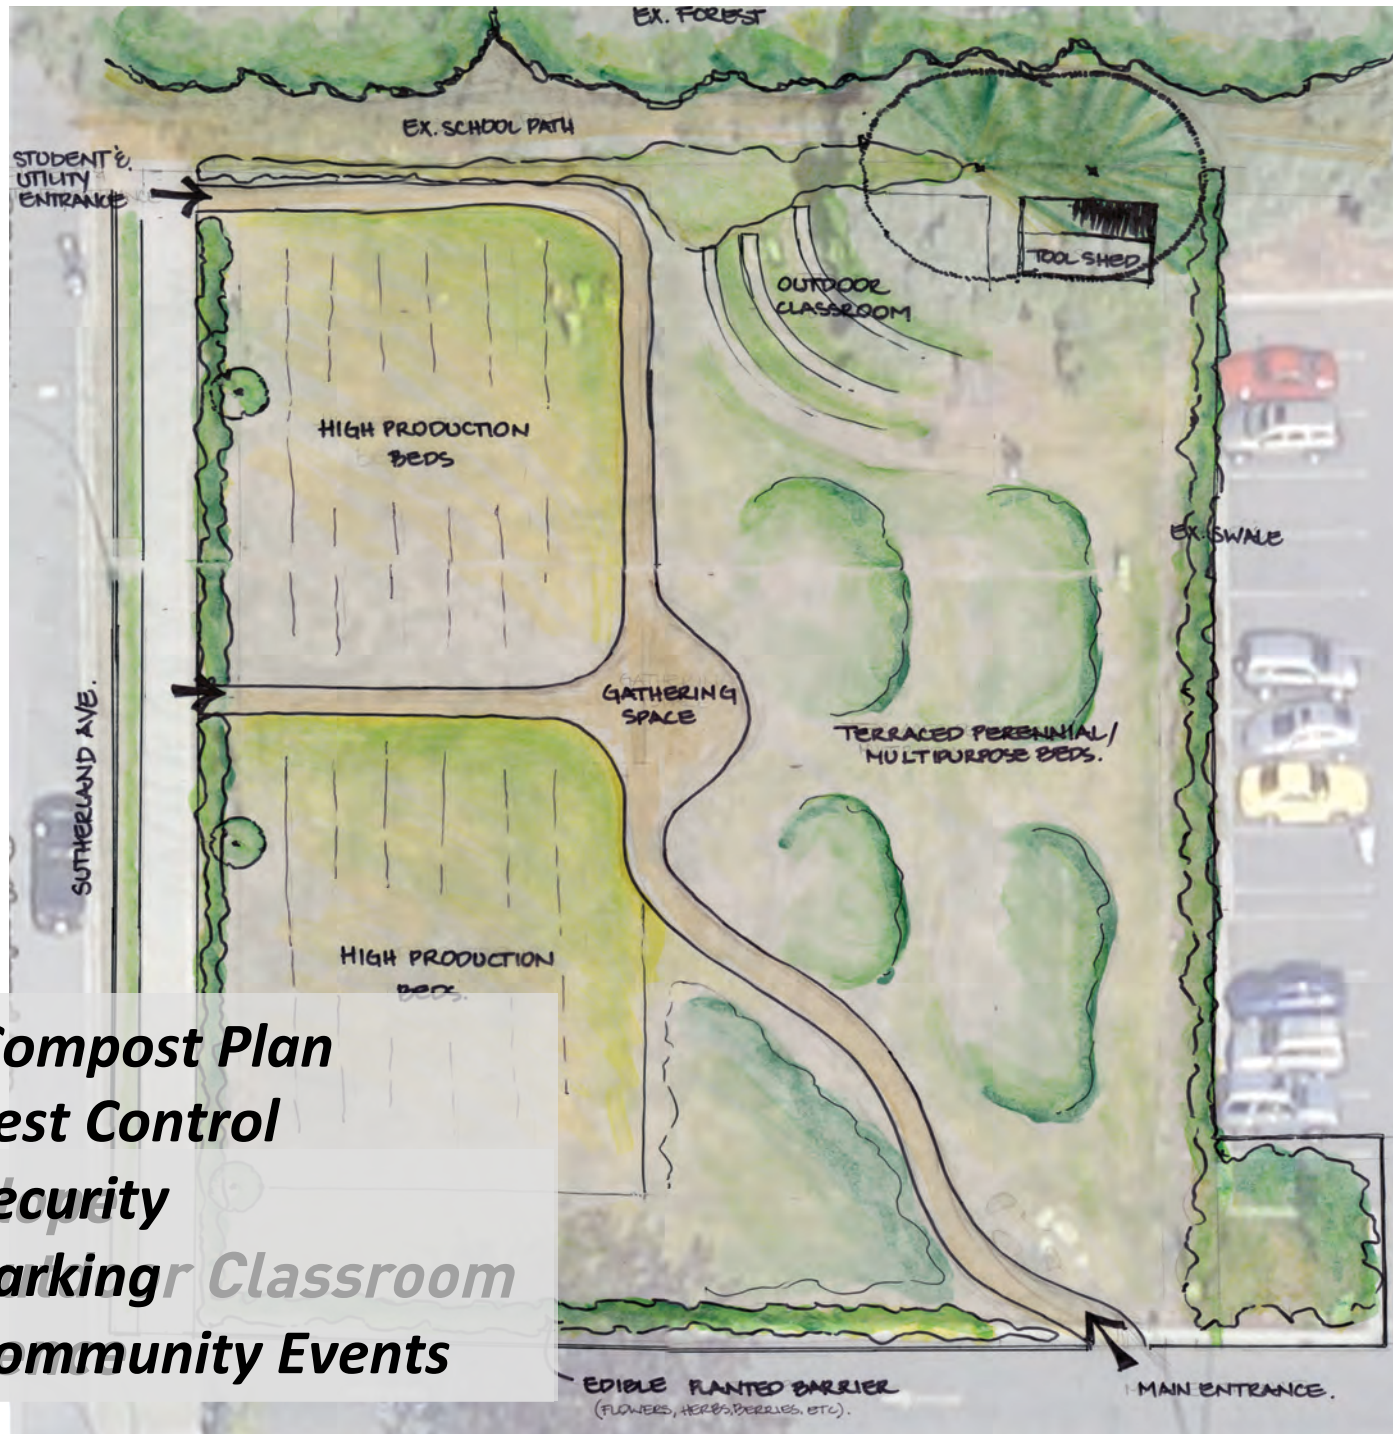 EX. FOREST
EX. SCHOOL PATH
STUDENT &
UTILITY
ENTRANCE
TOOL SHED
OUTDOOR
CLASSROOM
HIGH PRODUCTION
BEDS
EX. SWALE
GATHERING
SPACE
SUTHERLAND AVE.
TERRACED PERENNIAL/
MULTIPURPOSE BEDS.
HIGH PRODUCTION
BEDS.
ompost Plan
est Control
ecurity
arking
Classroom
ommunity Events
EDIBLE PLANTED BARRIER
(FLOWERS, HERBS, BERRIES, ETC).
MAIN ENTRANCE.